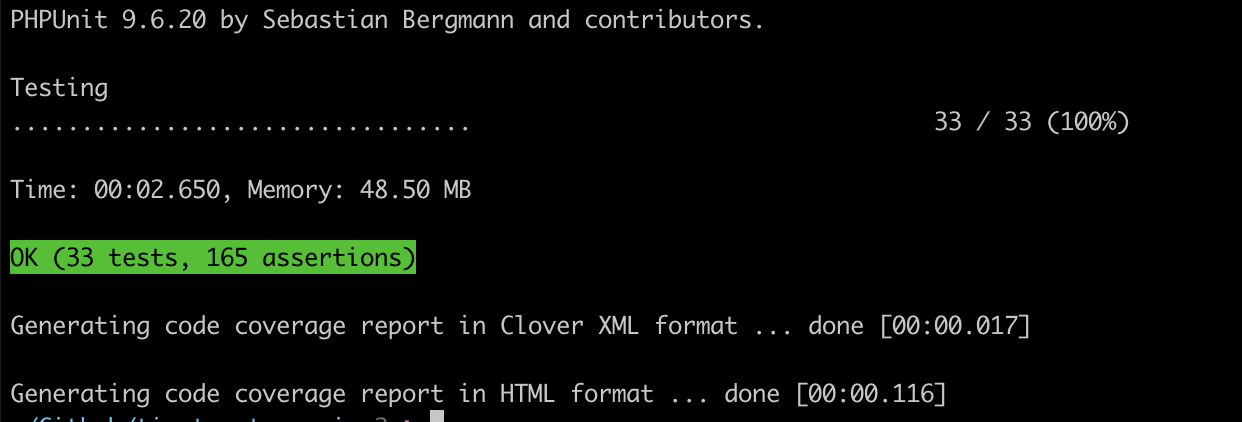 PHPUnit 9.6.20 by Sebastian Bergmann and contributors.
Testing
................................. 33 / 33 (100%)
Time: 00:02.650, Memory: 48.50 MB
OK (33 tests, 165 assertions)
Generating code coverage report in Clover XML format ... done [00:00.017]
Generating code coverage report in HTML format ... done [00:00.116]